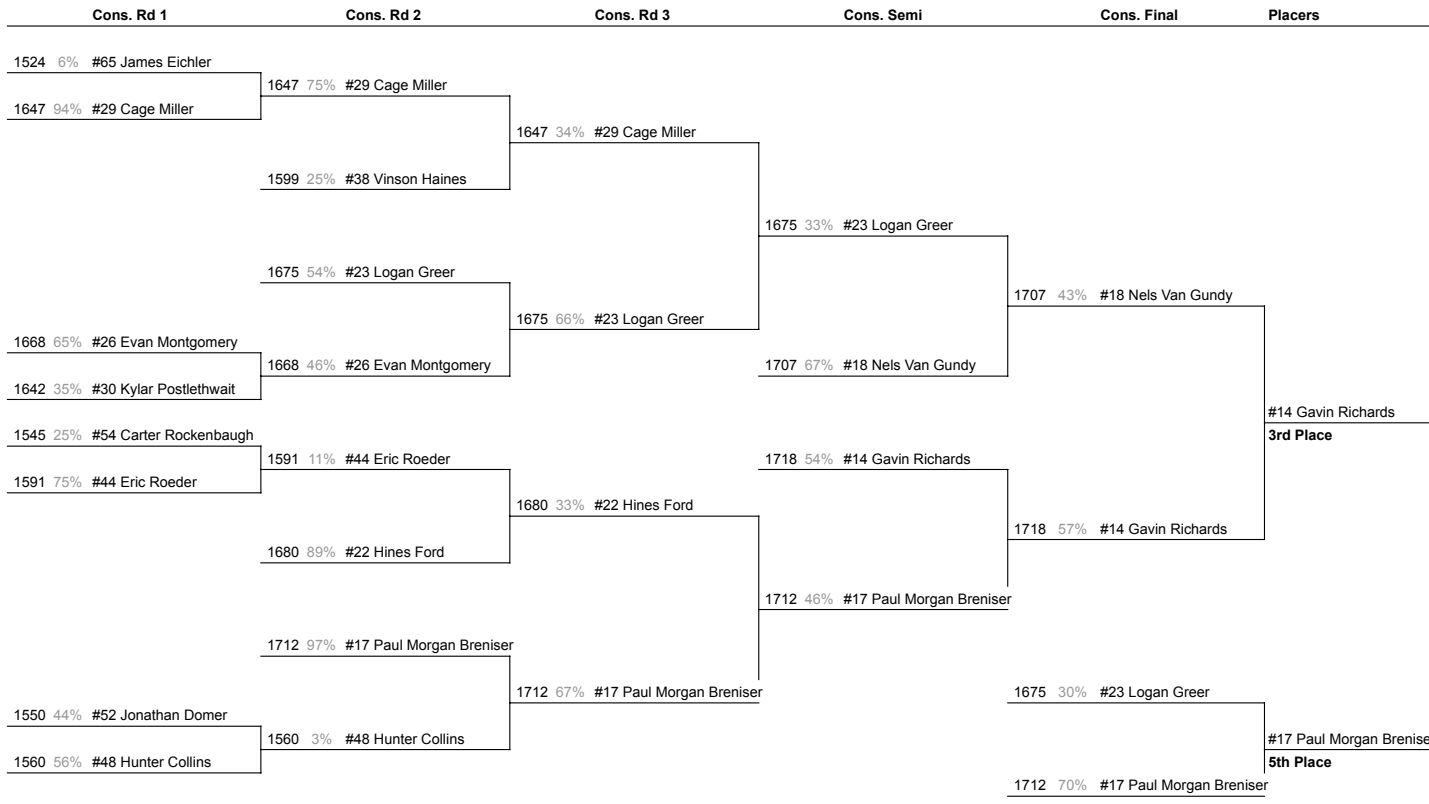 Cons. Rd 1 Cons. Rd 2 Cons. Rd 3 Cons. Semi Cons. Final Placers
1524 6% #65 James Eichler
1647 75% #29 Cage Miller
1647 94% #29 Cage Miller
1647 34% #29 Cage Miller
1599 25% #38 Vinson Haines
1675 33% #23 Logan Greer
1675 54% #23 Logan Greer
1707 43% #18 Nels Van Gundy
1675 66% #23 Logan Greer
1668 65% #26 Evan Montgomery
1668 46% #26 Evan Montgomery
1707 67% #18 Nels Van Gundy
1642 35% #30 Kylar Postlethwait
#14 Gavin Richards
3rd Place
1545 25% #54 Carter Rockenbaugh
1591 11% #44 Eric Roeder
1718 54% #14 Gavin Richards
1591 75% #44 Eric Roeder
1680 33% #22 Hines Ford
1718 57% #14 Gavin Richards
1680 89% #22 Hines Ford
1712 46% #17 Paul Morgan Breniser
1712 97% #17 Paul Morgan Breniser
1712 67% #17 Paul Morgan Breniser
1675 30% #23 Logan Greer
1550 44% #52 Jonathan Domer
1560 3% #48 Hunter Collins
#17 Paul Morgan Brenise
1560 56% #48 Hunter Collins
5th Place
1712 70% #17 Paul Morgan Breniser